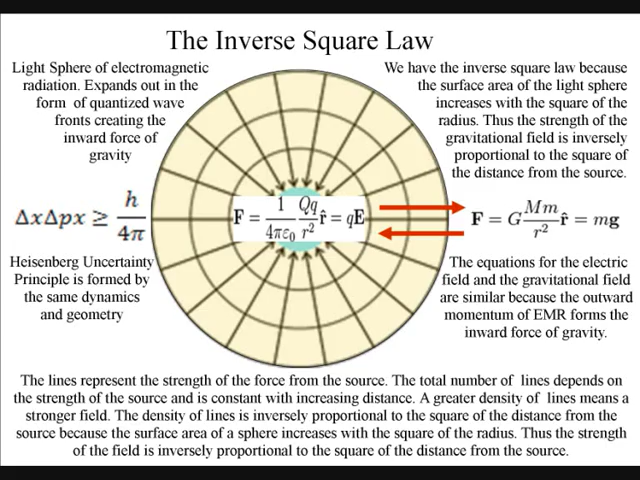 The Inverse Square Law
Light Sphere of electromagnetic
radiation. Expands out in the
form of quantized wave
fronts creating the
inward force of
gravity
We have the inverse square law because
the surface area of the light sphere
increases with the square of the
radius. Thus the strength of the
gravitational field is inversely
proportional to the square of
the distance from the source.
ΔxΔpx ≥ h/4π
F = 1/4πε₀ Qq/r² r̂ = qE
F = G Mm/r² r̂ = mg
Heisenberg Uncertainty
Principle is formed by
the same dynamics
and geometry
The equations for the electric
field and the gravitational field
are similar because the outward
momentum of EMR forms the
inward force of gravity.
The lines represent the strength of the force from the source. The total number of lines depends on
the strength of the source and is constant with increasing distance. A greater density of lines means a
stronger field. The density of lines is inversely proportional to the square of the distance from the
source because the surface area of a sphere increases with the square of the radius. Thus the strength
of the field is inversely proportional to the square of the distance from the source.